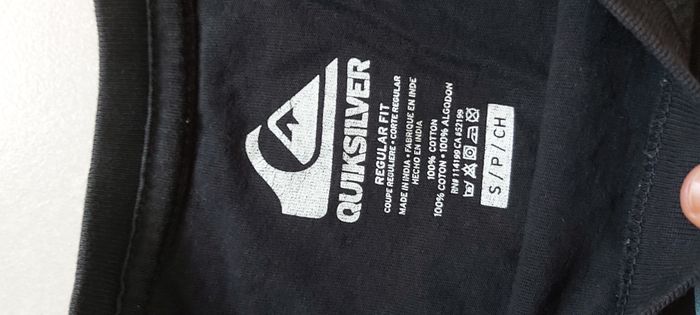 QUIKSILVER
REGULAR FIT
COUPE REGULIERE • CORTE REGULAR
MADE IN INDIA • FABRIQUE EN INDE
HECHO EN INDIA
100% COTTON
100% COTON • 100% ALGODON
RN# 114199 CA #52199
S / P / CH